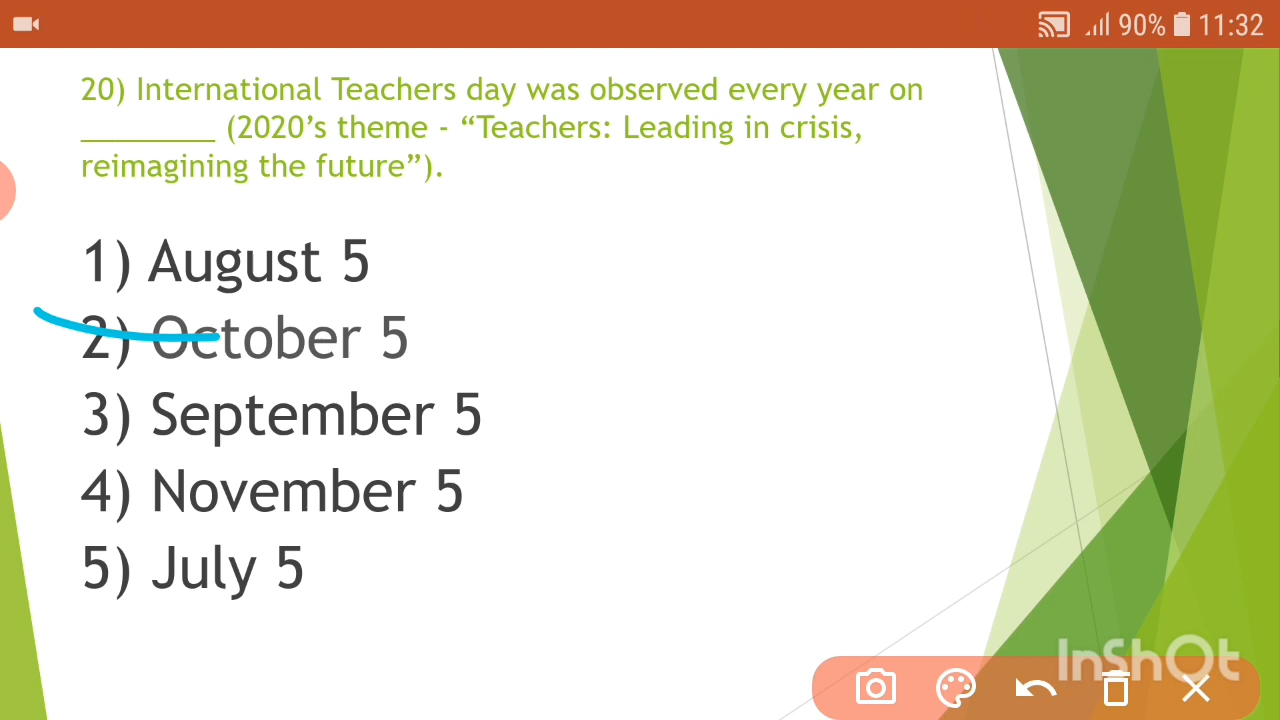 90% 11:32
20) International Teachers day was observed every year on
________ (2020's theme - “Teachers: Leading in crisis,
reimagining the future”).
1) August 5
2) October 5
3) September 5
4) November 5
5) July 5
InShOt